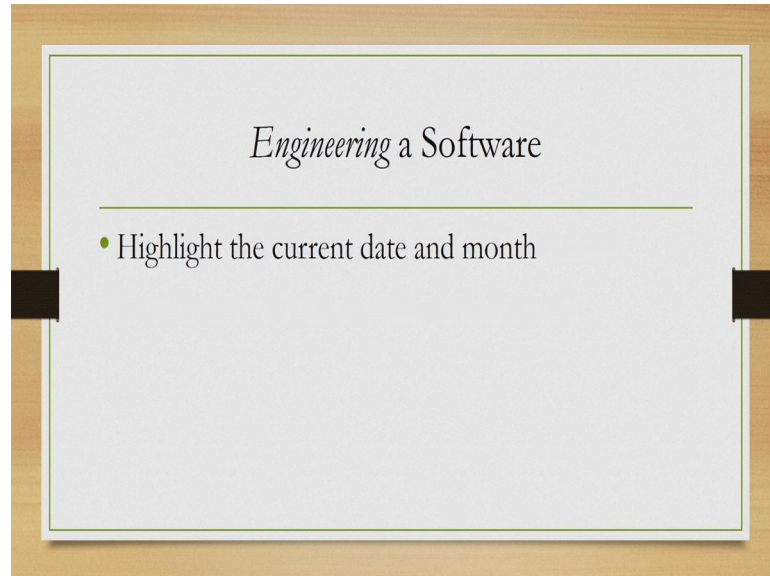 Engineering a Software
• Highlight the current date and month